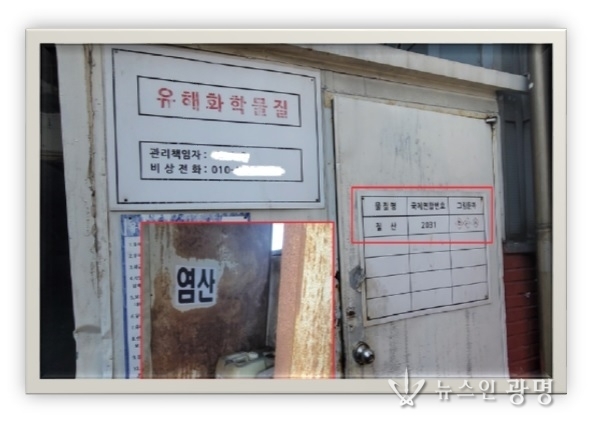 유해화학물질
관리책임자 :
비상전화 : 010-
물질명 국제연합번호 그림문자
질산 2031
염산
뉴스인 광명